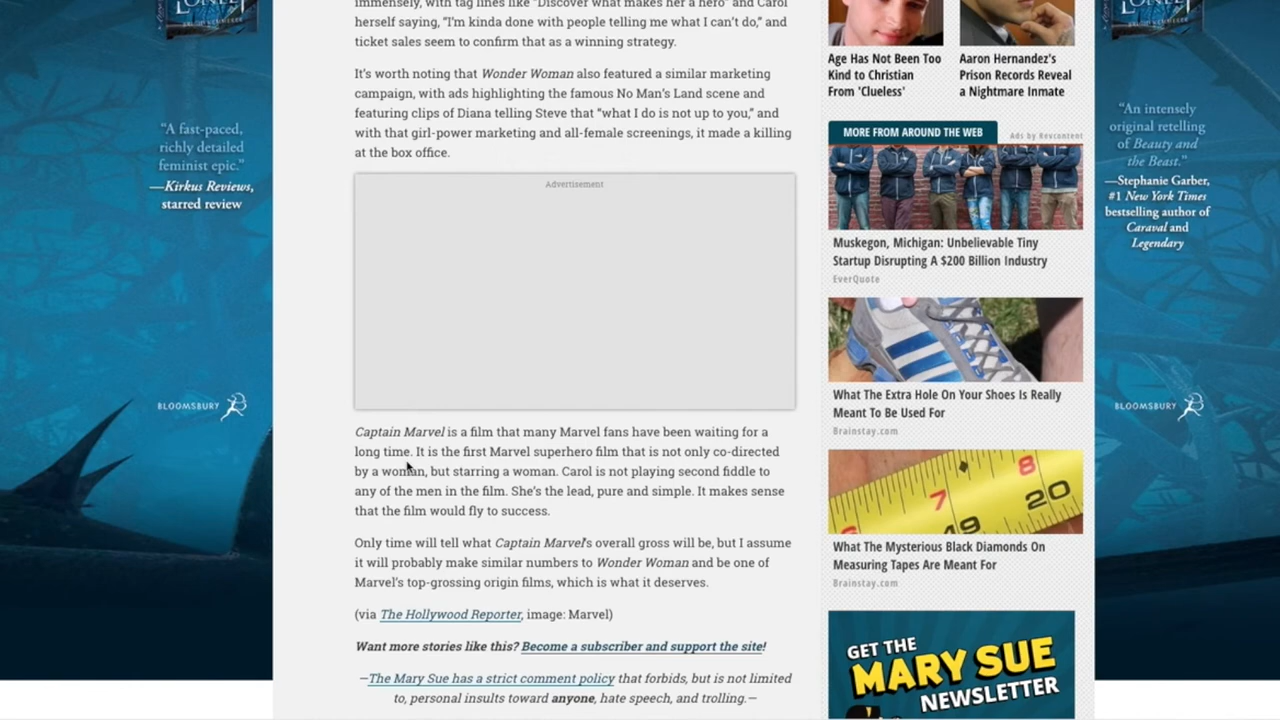 immensely, with tag lines like "Discover what makes her a hero" and Carol
herself saying, "I'm kinda done with people telling me what I can't do," and
ticket sales seem to confirm that as a winning strategy.
It's worth noting that Wonder Woman also featured a similar marketing
campaign, with ads highlighting the famous No Man's Land scene and
featuring clips of Diana telling Steve that "what I do is not up to you," and
with that girl-power marketing and all-female screenings, it made a killing
at the box office.
Advertisement
Captain Marvel is a film that many Marvel fans have been waiting for a
long time. It is the first Marvel superhero film that is not only co-directed
by a woman, but starring a woman. Carol is not playing second fiddle to
any of the men in the film. She's the lead, pure and simple. It makes sense
that the film would fly to success.
Only time will tell what Captain Marvel's overall gross will be, but I assume
it will probably make similar numbers to Wonder Woman and be one of
Marvel's top-grossing origin films, which is what it deserves.
(via The Hollywood Reporter, image: Marvel)
Want more stories like this? Become a subscriber and support the site!
—The Mary Sue has a strict comment policy that forbids, but is not limited
to, personal insults toward anyone, hate speech, and trolling.—
"A fast-paced,
richly detailed
feminist epic."
—Kirkus Reviews,
starred review
BLOOMSBURY
Age Has Not Been Too
Kind to Christian
From 'Clueless'
Aaron Hernandez's
Prison Records Reveal
a Nightmare Inmate
MORE FROM AROUND THE WEB
Ads by Revcontent
Muskegon, Michigan: Unbelievable Tiny
Startup Disrupting A $200 Billion Industry
EverQuote
What The Extra Hole On Your Shoes Is Really
Meant To Be Used For
Brainstay.com
7
8
19
20
What The Mysterious Black Diamonds On
Measuring Tapes Are Meant For
Brainstay.com
GET THE
MARY SUE
NEWSLETTER
"An intensely
original retelling
of Beauty and
the Beast."
—Stephanie Garber,
#1 New York Times
bestselling author of
Caraval and
Legendary
BLOOMSBURY